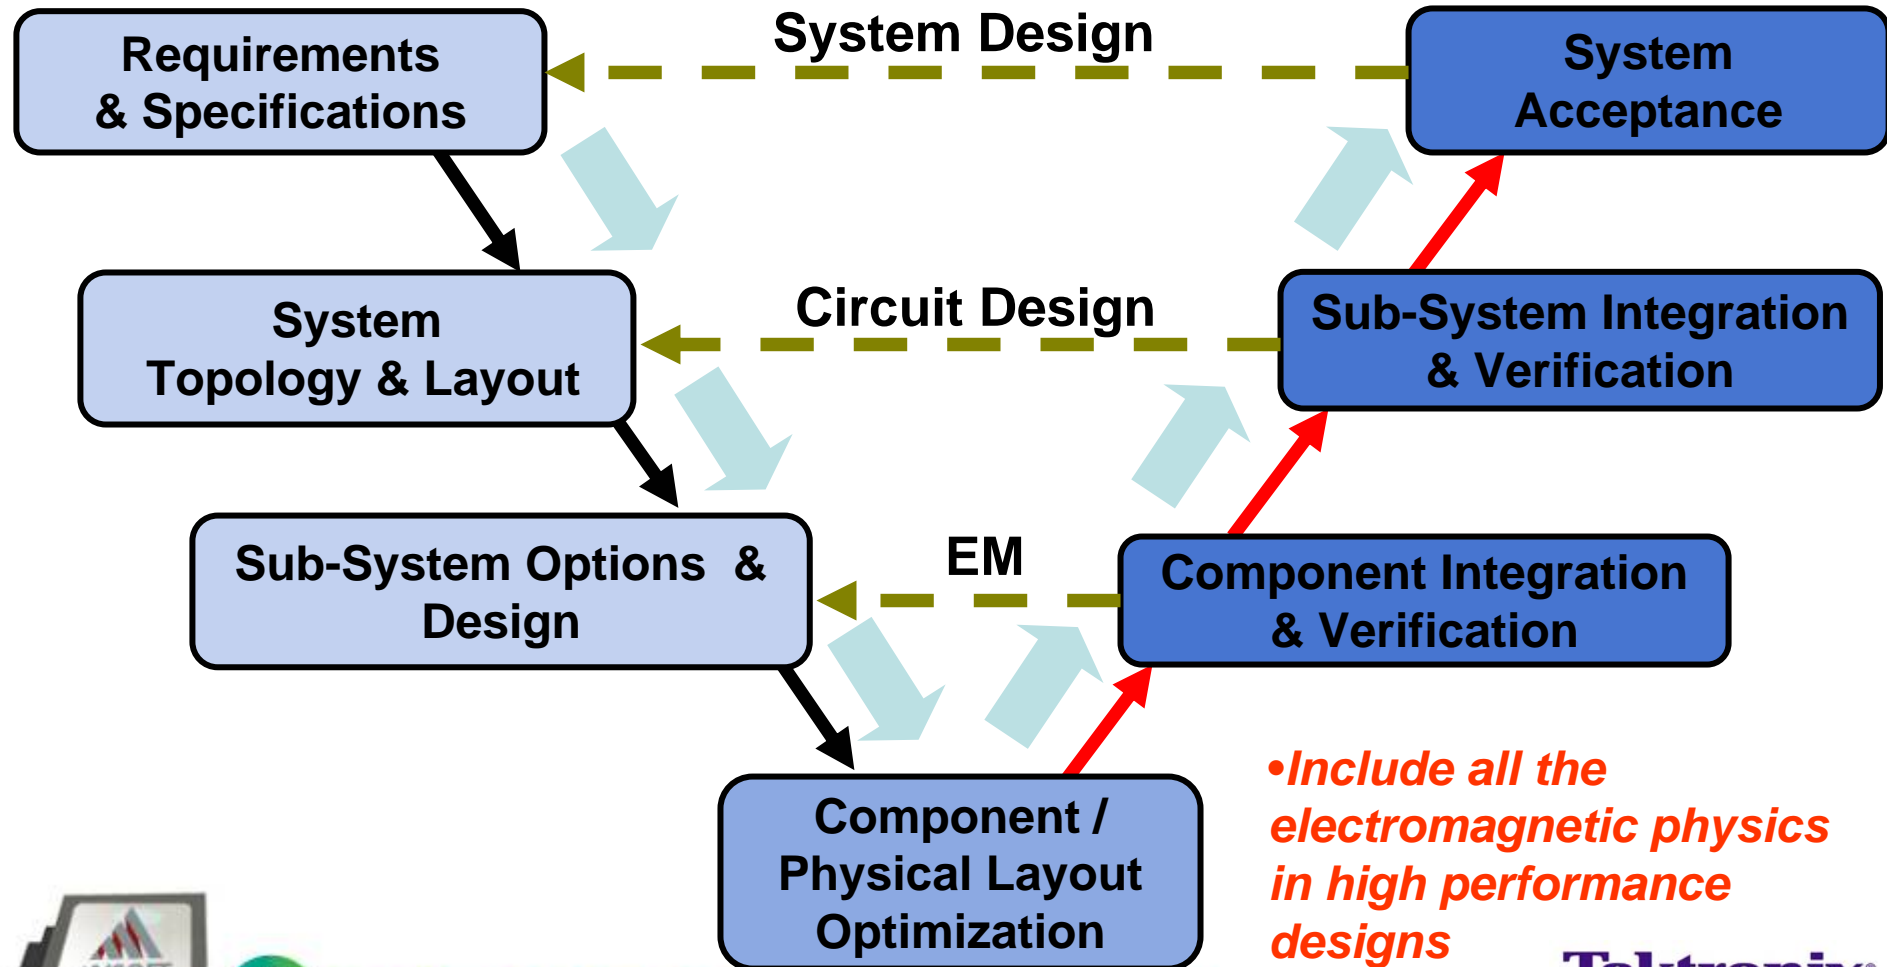 System Design
Requirements
& Specifications
System
Acceptance
Circuit Design
System
Topology & Layout
Sub-System Integration
& Verification
EM
Sub-System Options &
Design
Component Integration
& Verification
Component /
Physical Layout
Optimization
•Include all the
electromagnetic physics
in high performance
designs
Tektronix